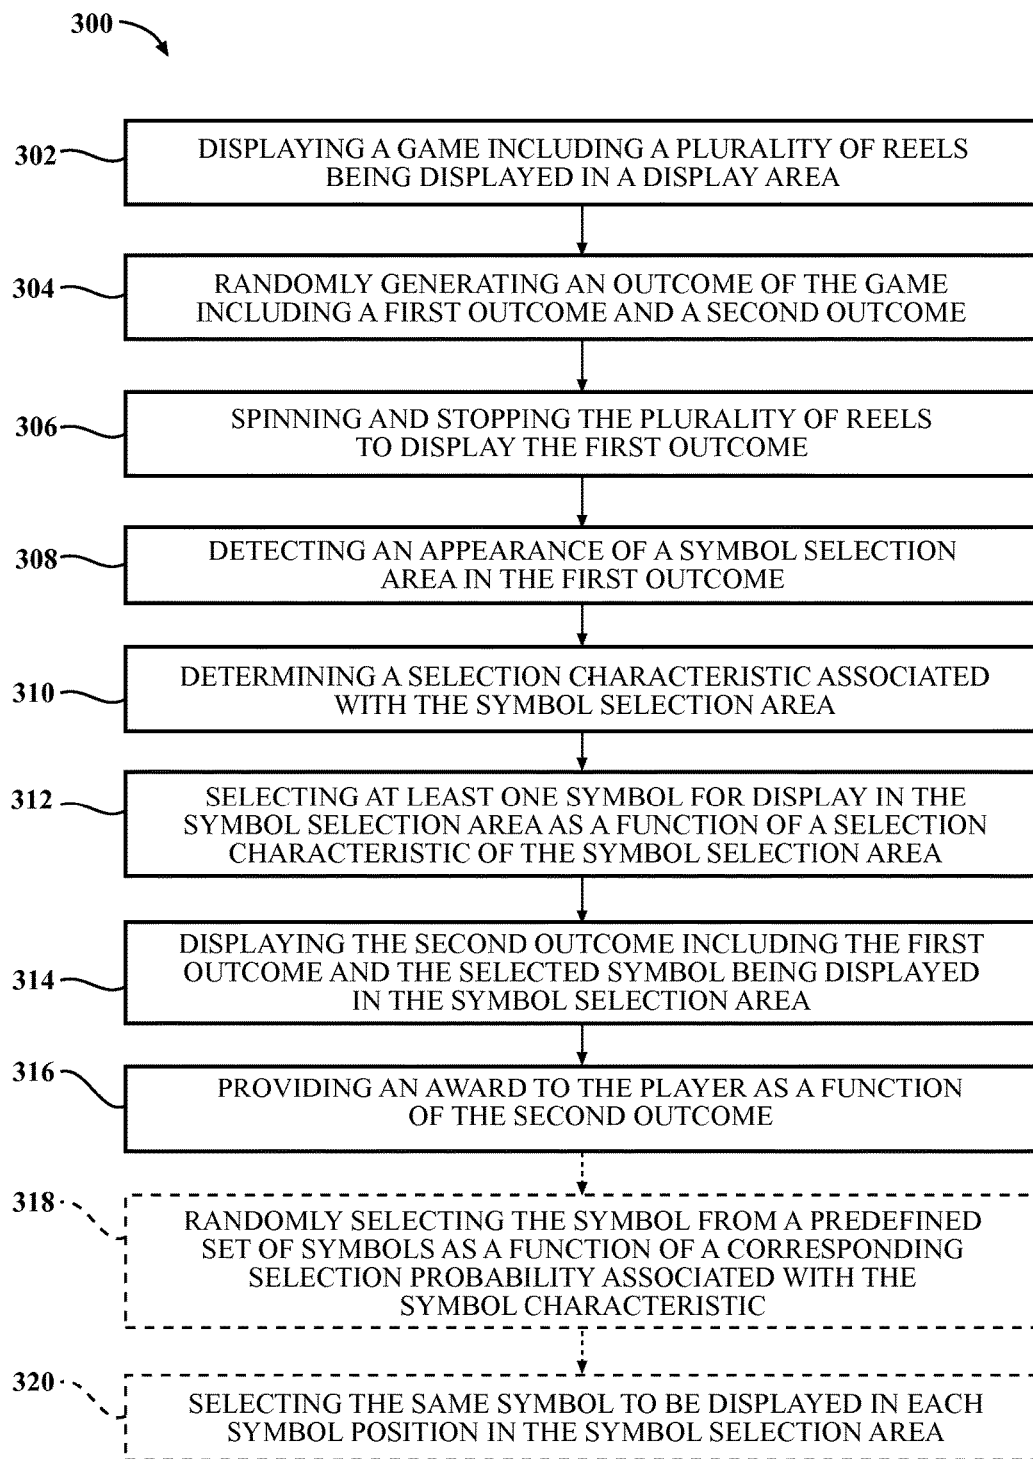 300
302
DISPLAYING A GAME INCLUDING A PLURALITY OF REELS
BEING DISPLAYED IN A DISPLAY AREA
304
RANDOMLY GENERATING AN OUTCOME OF THE GAME
INCLUDING A FIRST OUTCOME AND A SECOND OUTCOME
306
SPINNING AND STOPPING THE PLURALITY OF REELS
TO DISPLAY THE FIRST OUTCOME
308
DETECTING AN APPEARANCE OF A SYMBOL SELECTION
AREA IN THE FIRST OUTCOME
310
DETERMINING A SELECTION CHARACTERISTIC ASSOCIATED
WITH THE SYMBOL SELECTION AREA
312
SELECTING AT LEAST ONE SYMBOL FOR DISPLAY IN THE
SYMBOL SELECTION AREA AS A FUNCTION OF A SELECTION
CHARACTERISTIC OF THE SYMBOL SELECTION AREA
314
DISPLAYING THE SECOND OUTCOME INCLUDING THE FIRST
OUTCOME AND THE SELECTED SYMBOL BEING DISPLAYED
IN THE SYMBOL SELECTION AREA
316
PROVIDING AN AWARD TO THE PLAYER AS A FUNCTION
OF THE SECOND OUTCOME
318
RANDOMLY SELECTING THE SYMBOL FROM A PREDEFINED
SET OF SYMBOLS AS A FUNCTION OF A CORRESPONDING
SELECTION PROBABILITY ASSOCIATED WITH THE
SYMBOL CHARACTERISTIC
320
SELECTING THE SAME SYMBOL TO BE DISPLAYED IN EACH
SYMBOL POSITION IN THE SYMBOL SELECTION AREA